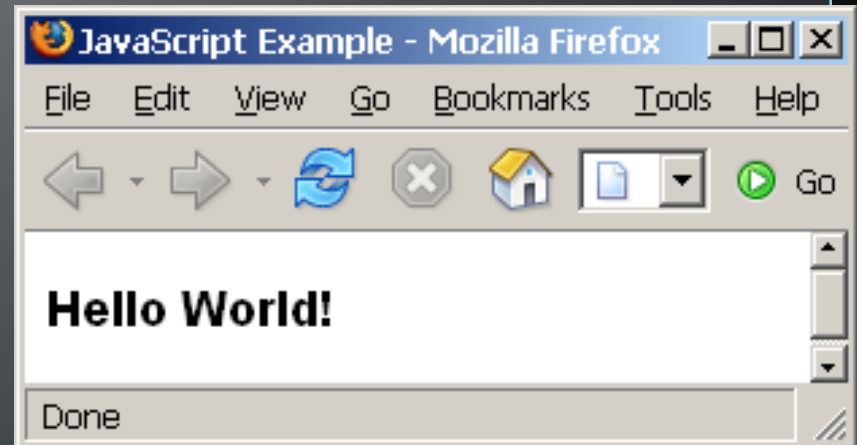 JavaScript Example - Mozilla Firefox
File Edit View Go Bookmarks Tools Help
Go
Hello World!
Done